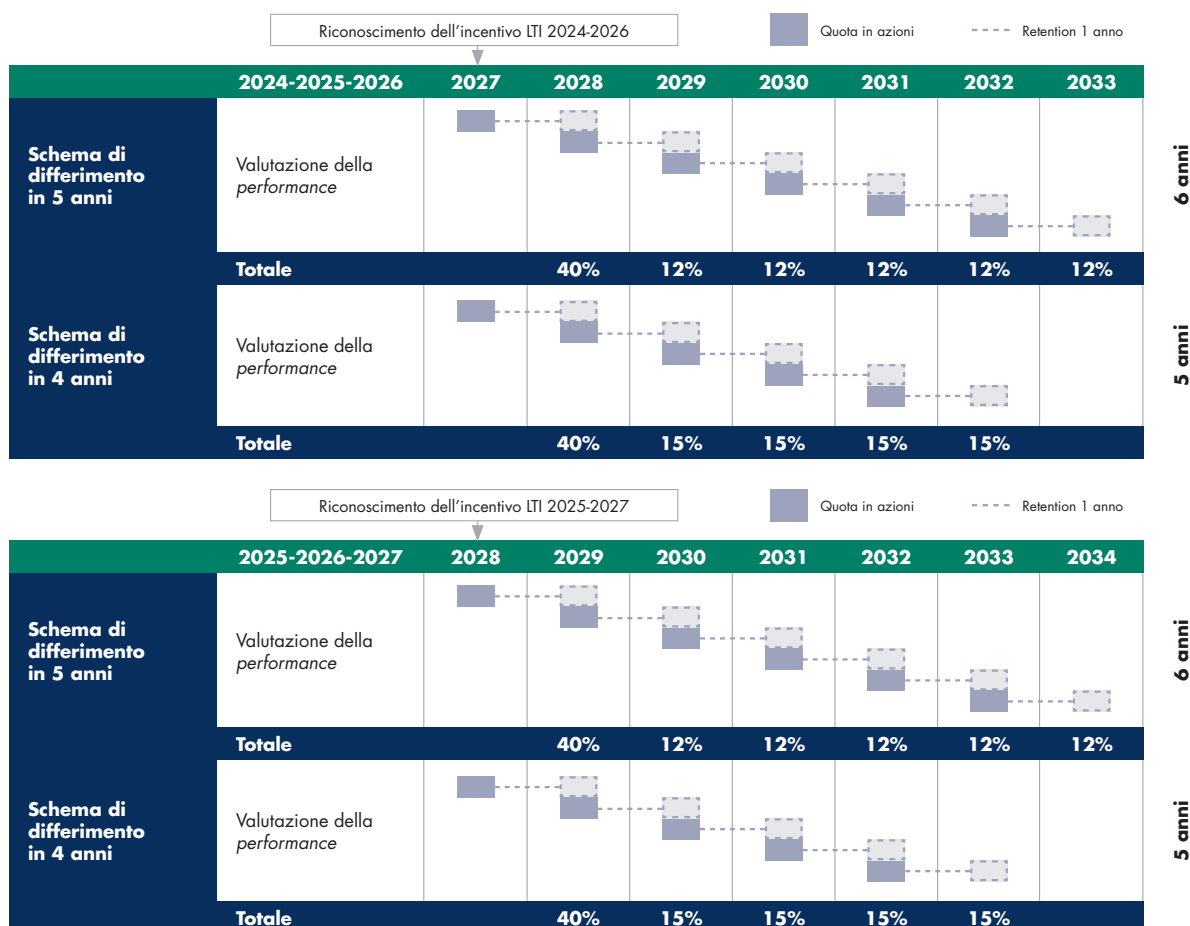 Riconoscimento dell'incentivo LTI 2024-2026
Quota in azioni
Retention 1 anno
2024-2025-2026 2027 2028 2029 2030 2031 2032 2033
Schema di
differimento
in 5 anni
Valutazione della
performance
6 anni
Totale 40% 12% 12% 12% 12% 12%
Schema di
differimento
in 4 anni
Valutazione della
performance
5 anni
Totale 40% 15% 15% 15% 15%
Riconoscimento dell'incentivo LTI 2025-2027
Quota in azioni
Retention 1 anno
2025-2026-2027 2028 2029 2030 2031 2032 2033 2034
Schema di
differimento
in 5 anni
Valutazione della
performance
6 anni
Totale 40% 12% 12% 12% 12% 12%
Schema di
differimento
in 4 anni
Valutazione della
performance
5 anni
Totale 40% 15% 15% 15% 15%